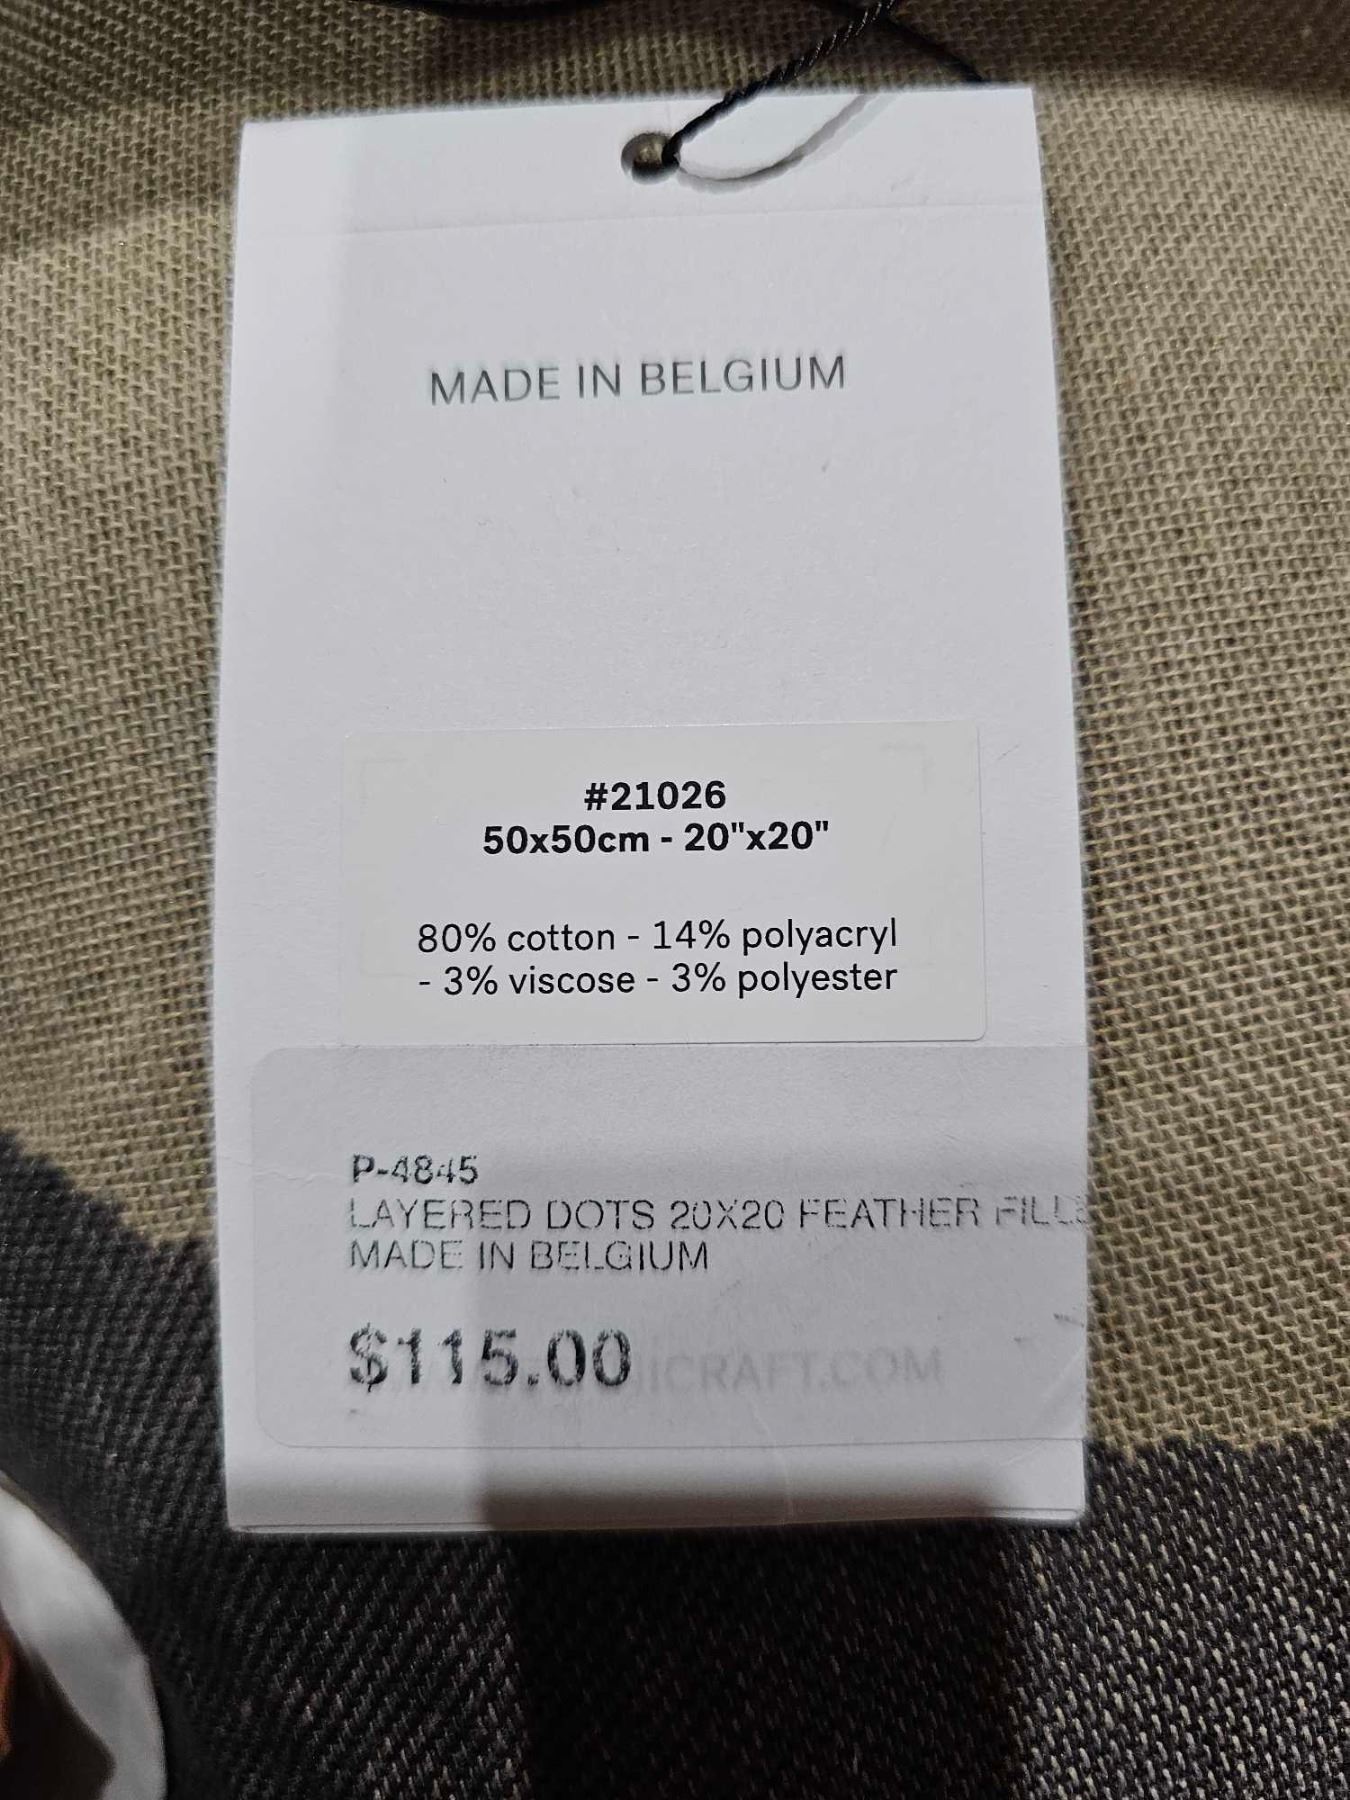 MADE IN BELGIUM
#21026
50x50cm - 20"x20"
80% cotton - 14% polyacryl
- 3% viscose - 3% polyester
P-4845
LAYERED DOTS 20X20 FEATHER FILLE
MADE IN BELGIUM
$115.00